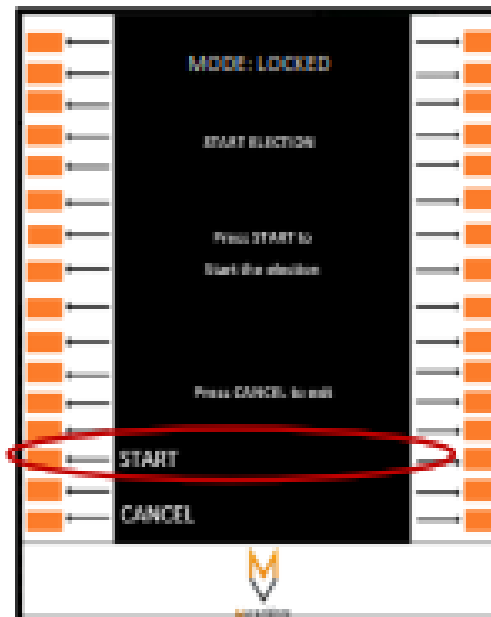 MODE: LOCKED
START ELECTION
Press START to
Start the election
Press CANCEL to exit
START
CANCEL